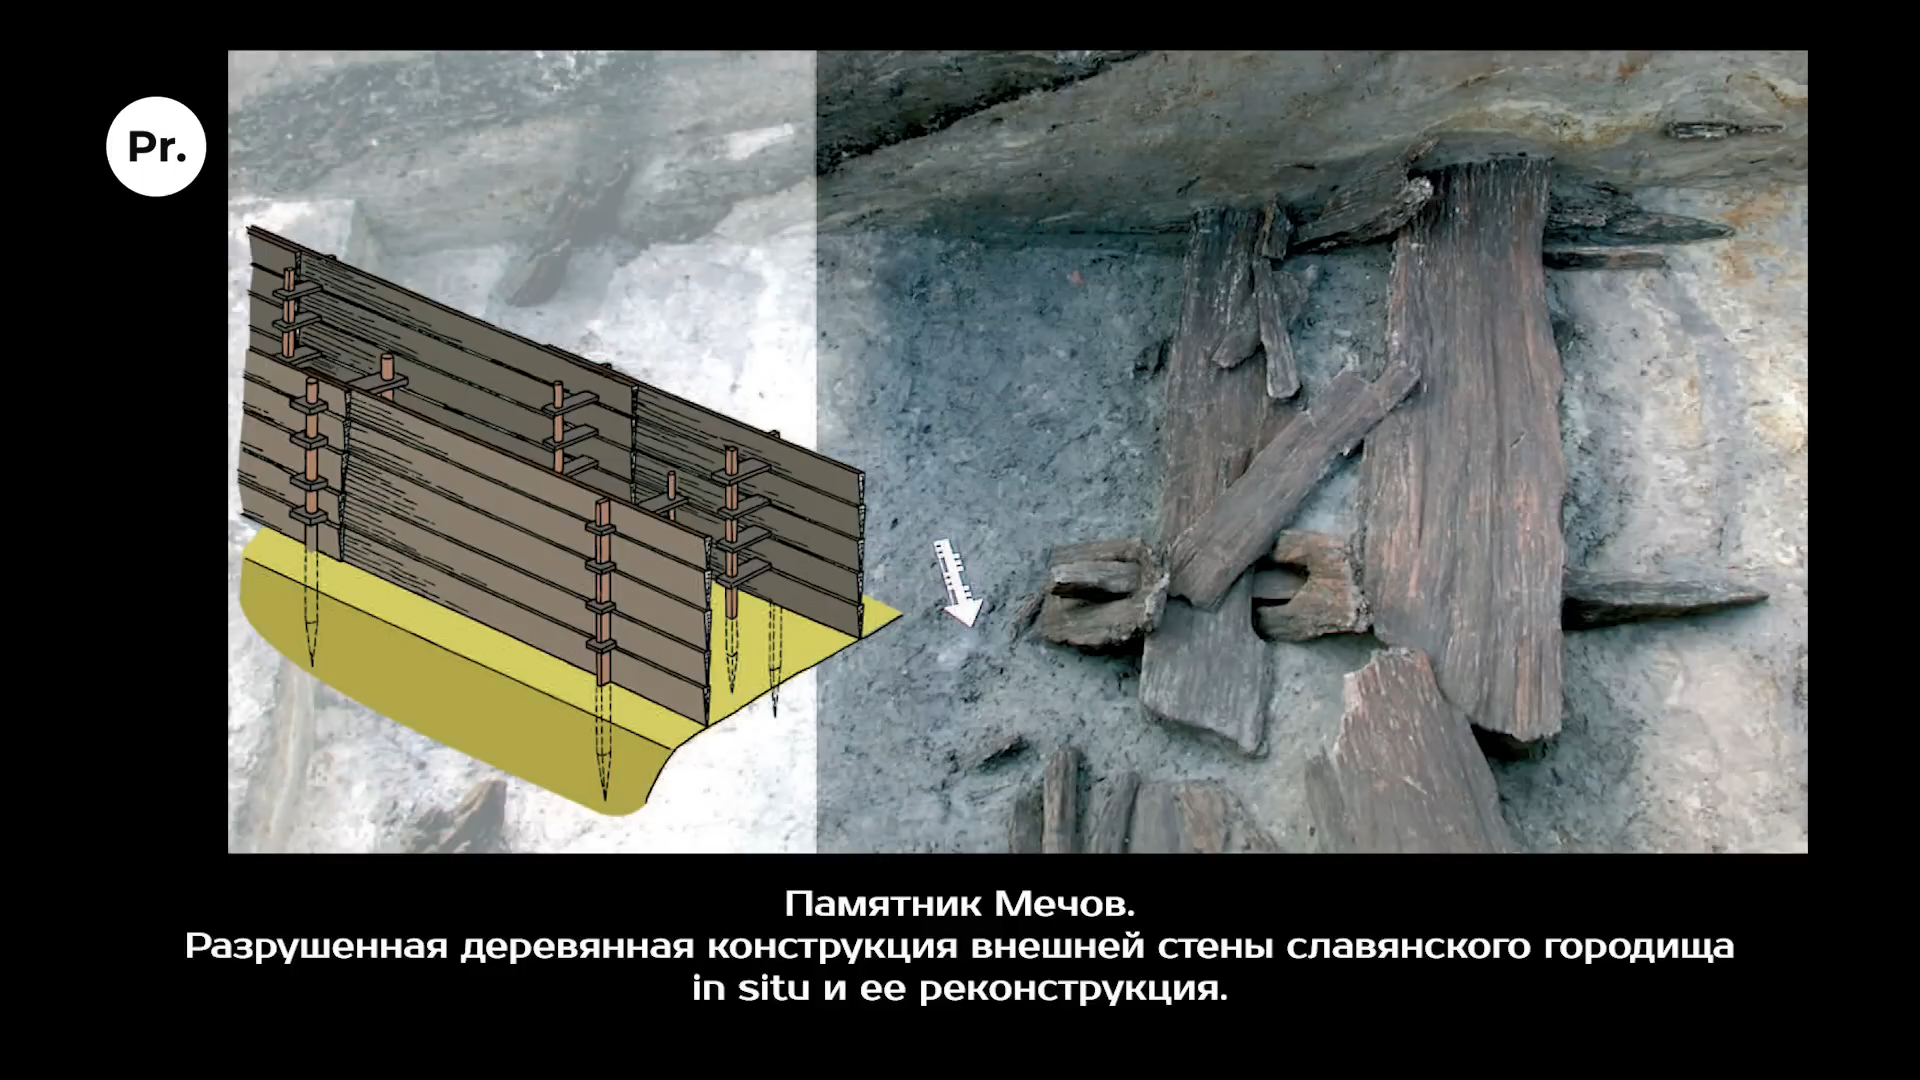 Pr.
Памятник Мечов.
Разрушенная деревянная конструкция внешней стены славянского городища
in situ и ее реконструкция.